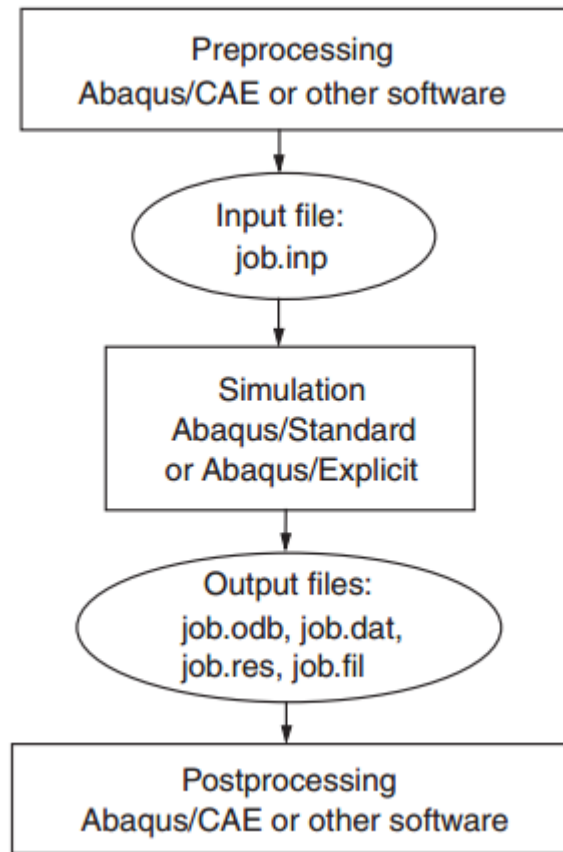 Preprocessing
Abaqus/CAE or other software
Input file:
job.inp
Simulation
Abaqus/Standard
or Abaqus/Explicit
Output files:
job.odb, job.dat,
job.res, job.fil
Postprocessing
Abaqus/CAE or other software